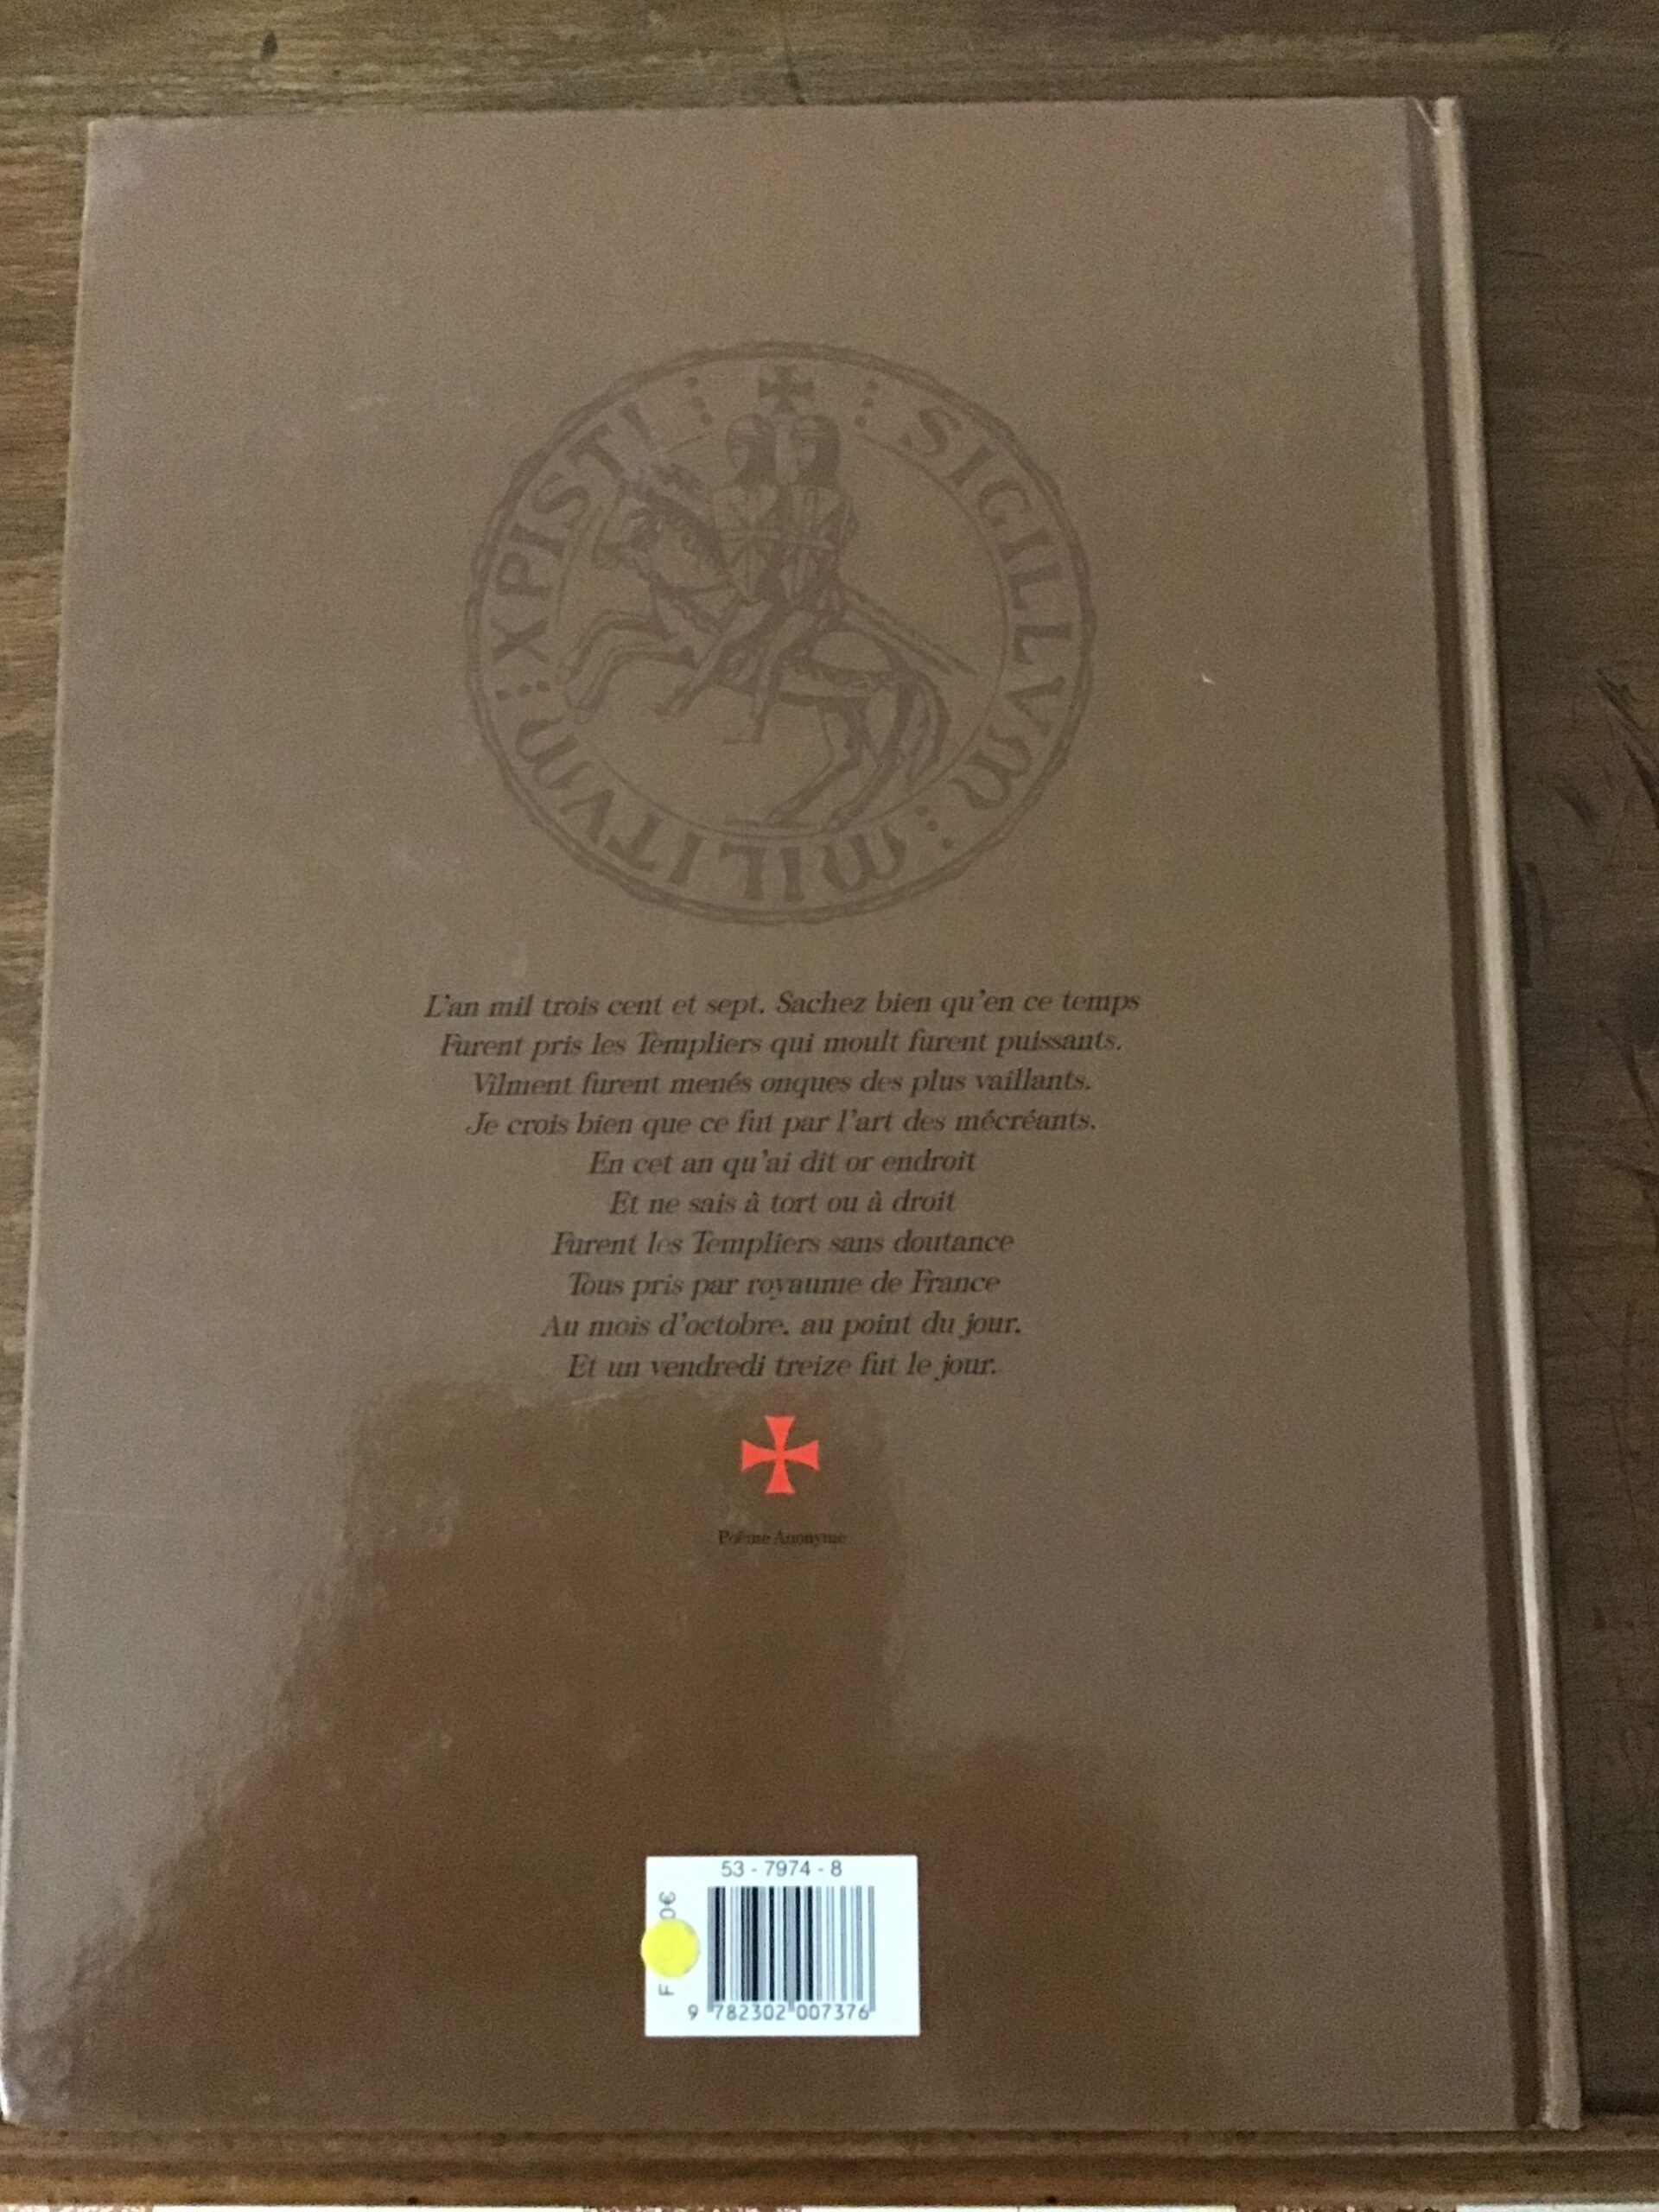 : SIGILLVM : MILITVM : XPISTI :
L'an mil trois cent et sept. Sachez bien qu'en ce temps
Furent pris les Templiers qui moult furent puissants.
Vilment furent menés onques des plus vaillants.
Je crois bien que ce fut par l'art des mécréants.
En cet an qu'ai dit or endroit
Et ne sais à tort ou à droit
Furent les Templiers sans doutance
Tous pris par royaume de France
Au mois d'octobre. au point du jour.
Et un vendredi treize fut le jour.
Poème Anonyme
53 - 7974 - 8
F 0€
9 782302 007376